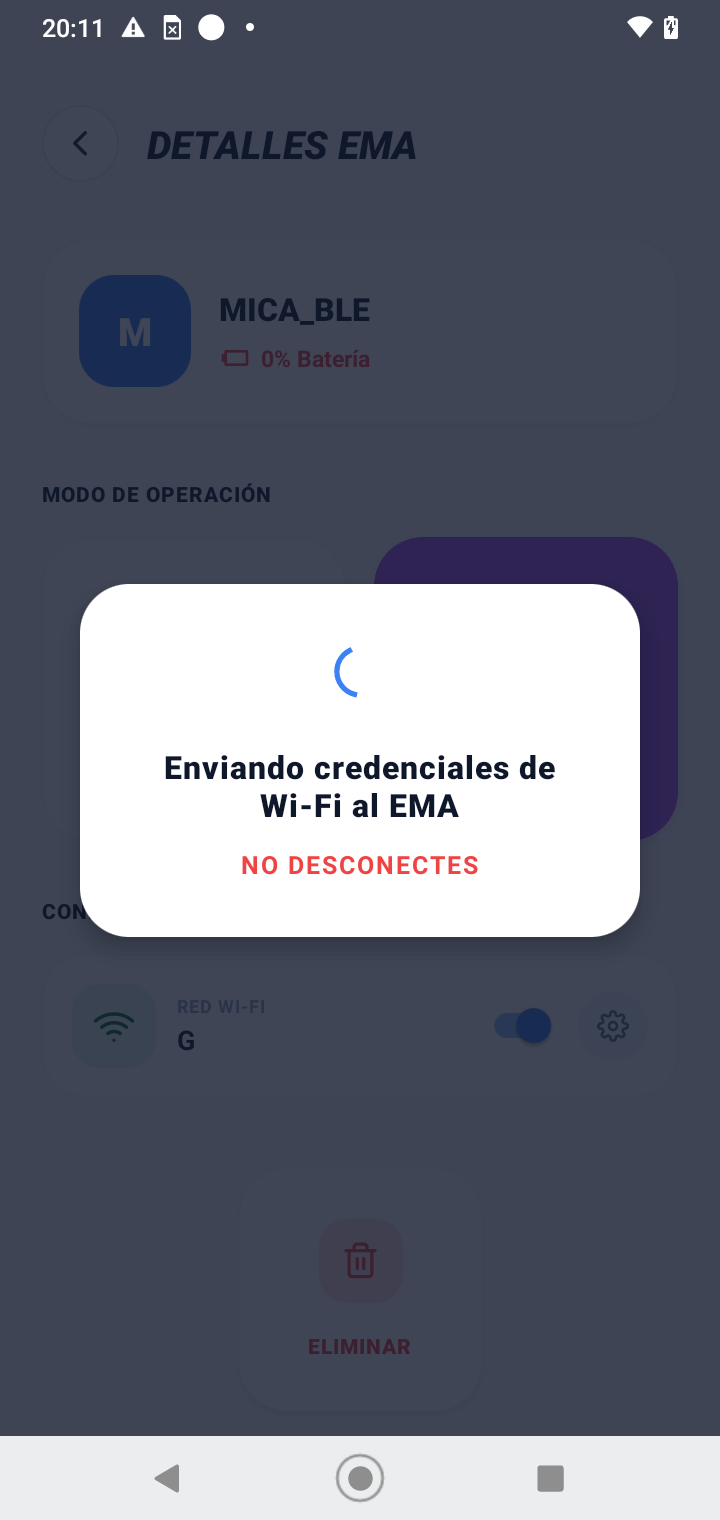 20:11
DETALLES EMA
M
MICA_BLE
0% Batería
MODO DE OPERACIÓN
Enviando credenciales de
Wi-Fi al EMA
NO DESCONECTES
CON
RED WI-FI
G
ELIMINAR